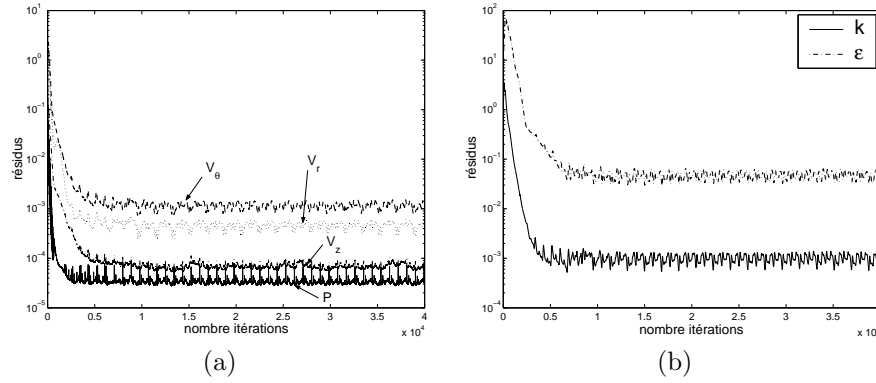 10^1
10^0
10^-1
10^-2
10^-3
10^-4
10^-5
résidus
V_θ
V_r
V_z
P
0 0.5 1 1.5 2 2.5 3 3.5 4
nombre itérations
x 10^4
(a)
10^2
10^1
10^0
10^-1
10^-2
10^-3
10^-4
résidus
k
ε
0 0.5 1 1.5 2 2.5 3 3.5
nombre itérations
x 10
(b)